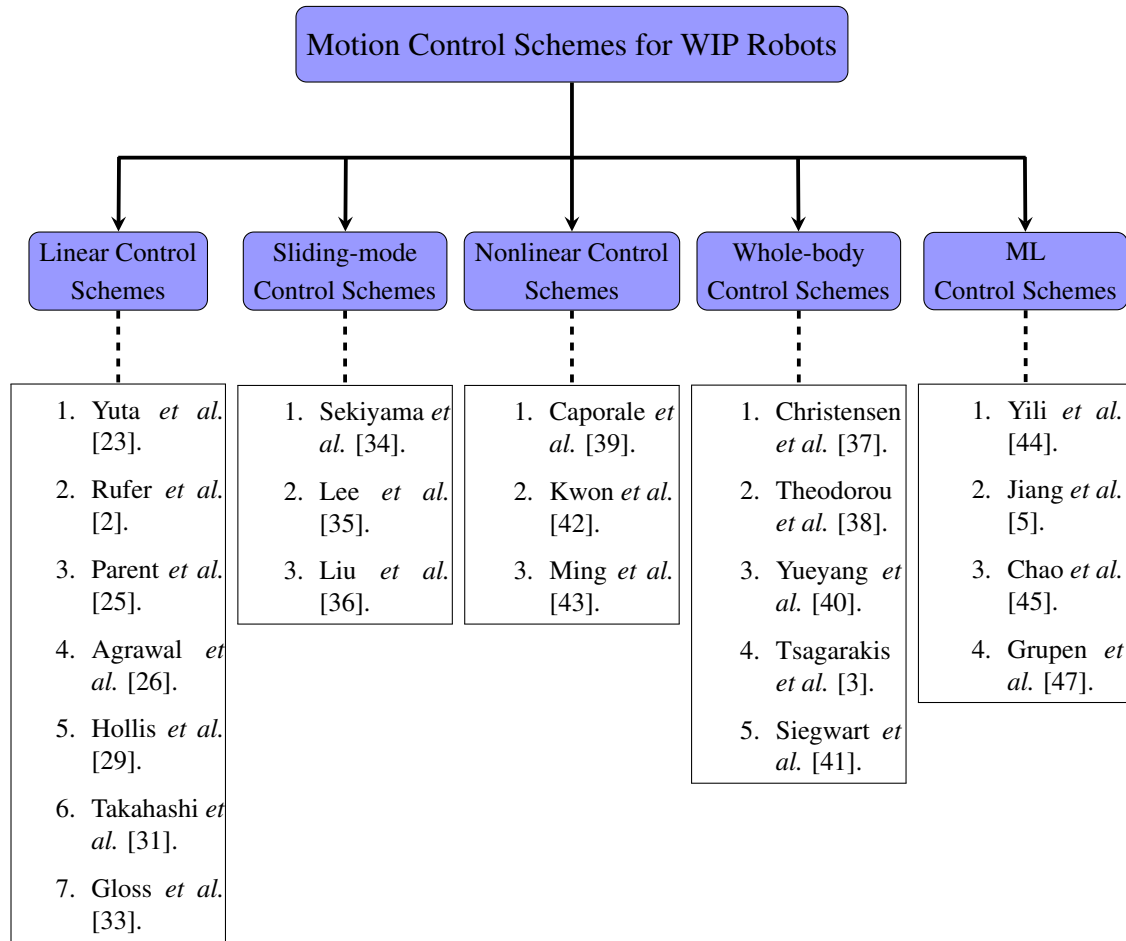 Motion Control Schemes for WIP Robots
Linear Control
Schemes
Sliding-mode
Control Schemes
Nonlinear Control
Schemes
Whole-body
Control Schemes
ML
Control Schemes
1. Yuta et al.
[23].
2. Rufer et al.
[2].
3. Parent et al.
[25].
4. Agrawal et
al. [26].
5. Hollis et al.
[29].
6. Takahashi et
al. [31].
7. Gloss et al.
[33].
1. Sekiyama et
al. [34].
2. Lee et al.
[35].
3. Liu et al.
[36].
1. Caporale et
al. [39].
2. Kwon et al.
[42].
3. Ming et al.
[43].
1. Christensen
et al. [37].
2. Theodorou
et al. [38].
3. Yueyang et
al. [40].
4. Tsagarakis
et al. [3].
5. Siegwart et
al. [41].
1. Yili et al.
[44].
2. Jiang et al.
[5].
3. Chao et al.
[45].
4. Grupen et
al. [47].